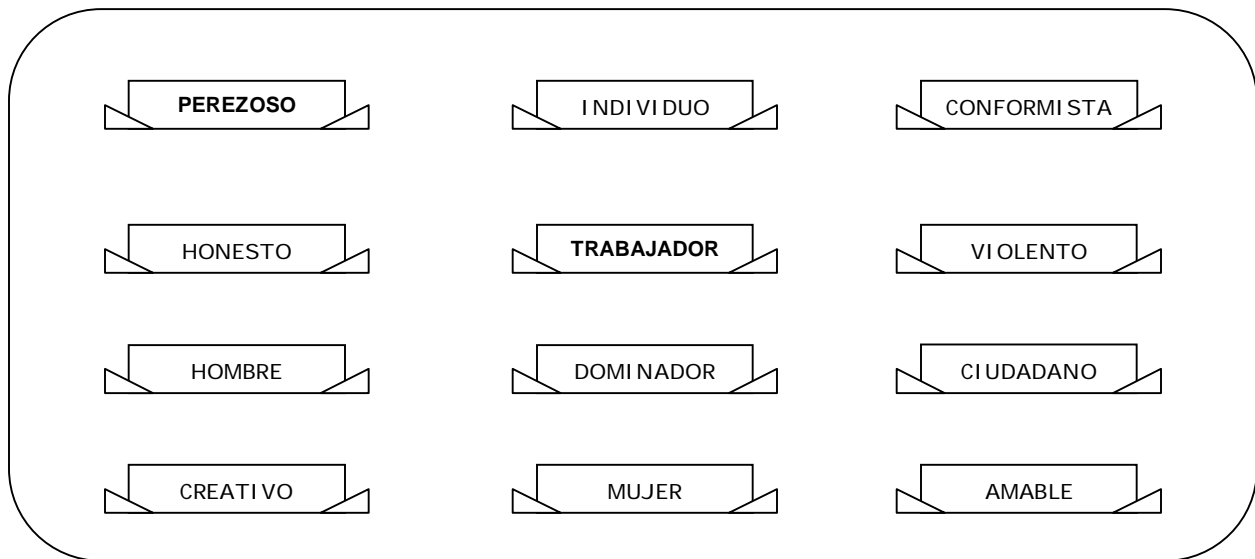 PEREZOSO
INDIVIDUO
CONFORMISTA
HONESTO
TRABAJADOR
VIOLENTO
HOMBRE
DOMINADOR
CIUDADANO
CREATIVO
MUJER
AMABLE